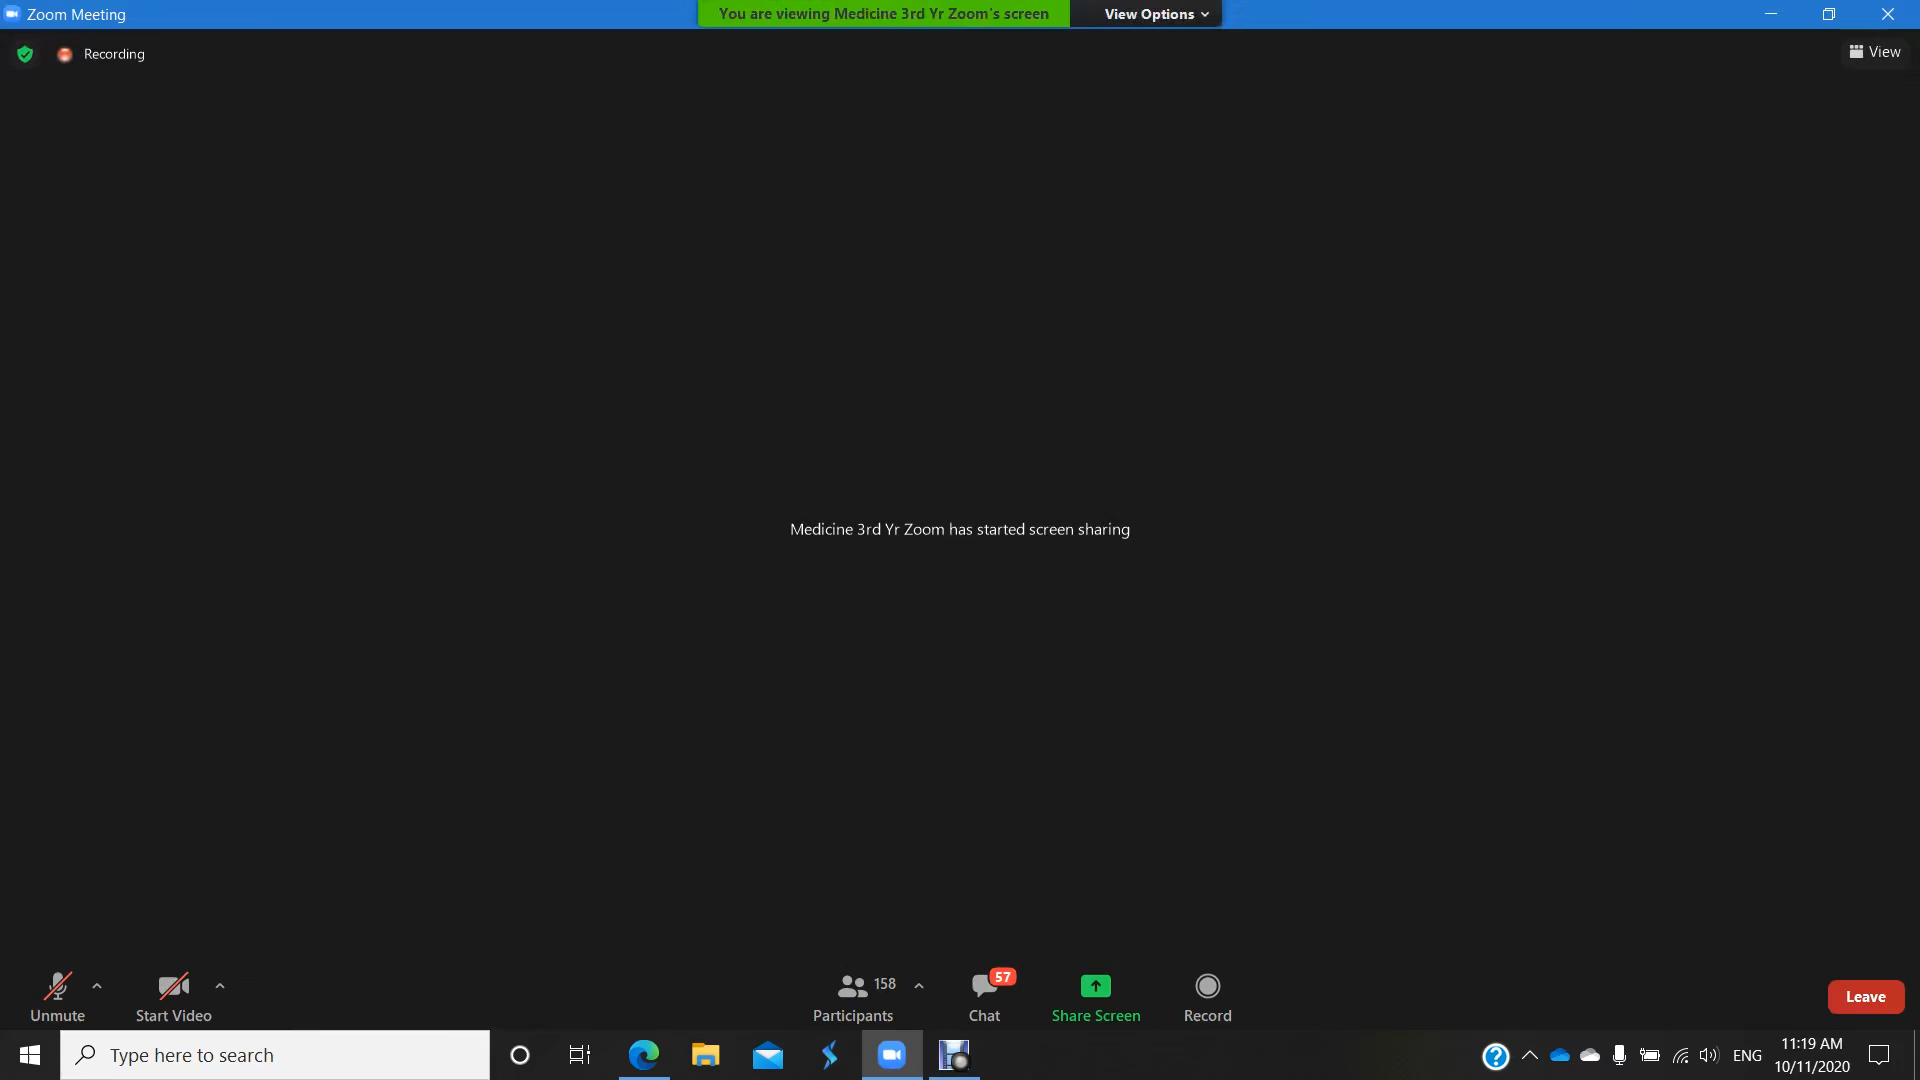 Zoom Meeting
You are viewing Medicine 3rd Yr Zoom's screen
View Options
Recording
View
Medicine 3rd Yr Zoom has started screen sharing
Unmute
Start Video
158
Participants
57
Chat
Share Screen
Record
Leave
Type here to search
ENG
11:19 AM
10/11/2020